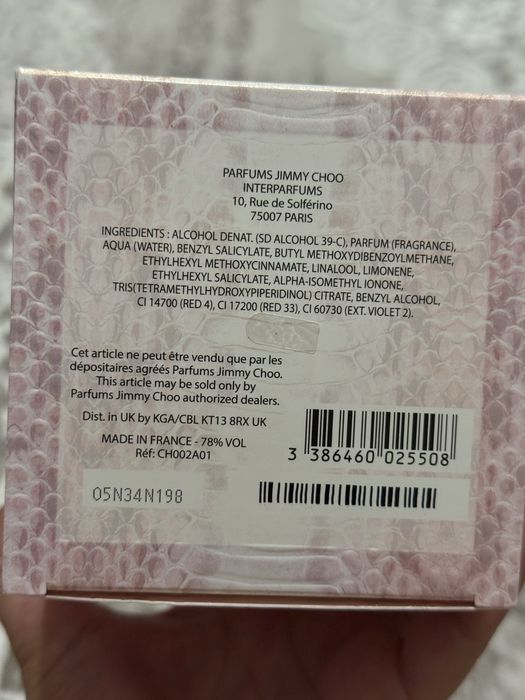 PARFUMS JIMMY CHOO
INTERPARFUMS
10, Rue de Solférino
75007 PARIS
INGREDIENTS : ALCOHOL DENAT. (SD ALCOHOL 39-C), PARFUM (FRAGRANCE),
AQUA (WATER), BENZYL SALICYLATE, BUTYL METHOXYDIBENZOYLMETHANE,
ETHYLHEXYL METHOXYCINNAMATE, LINALOOL, LIMONENE,
ETHYLHEXYL SALICYLATE, ALPHA-ISOMETHYL IONONE,
TRIS(TETRAMETHYLHYDROXYPIPERIDINOL) CITRATE, BENZYL ALCOHOL,
CI 14700 (RED 4), CI 17200 (RED 33), CI 60730 (EXT. VIOLET 2).
Cet article ne peut être vendu que par les
dépositaires agréés Parfums Jimmy Choo.
This article may be sold only by
Parfums Jimmy Choo authorized dealers.
Dist. in UK by KGA/CBL KT13 8RX UK
MADE IN FRANCE - 78% VOL
Réf: CH002A01
3 386460 025508
05N34N198